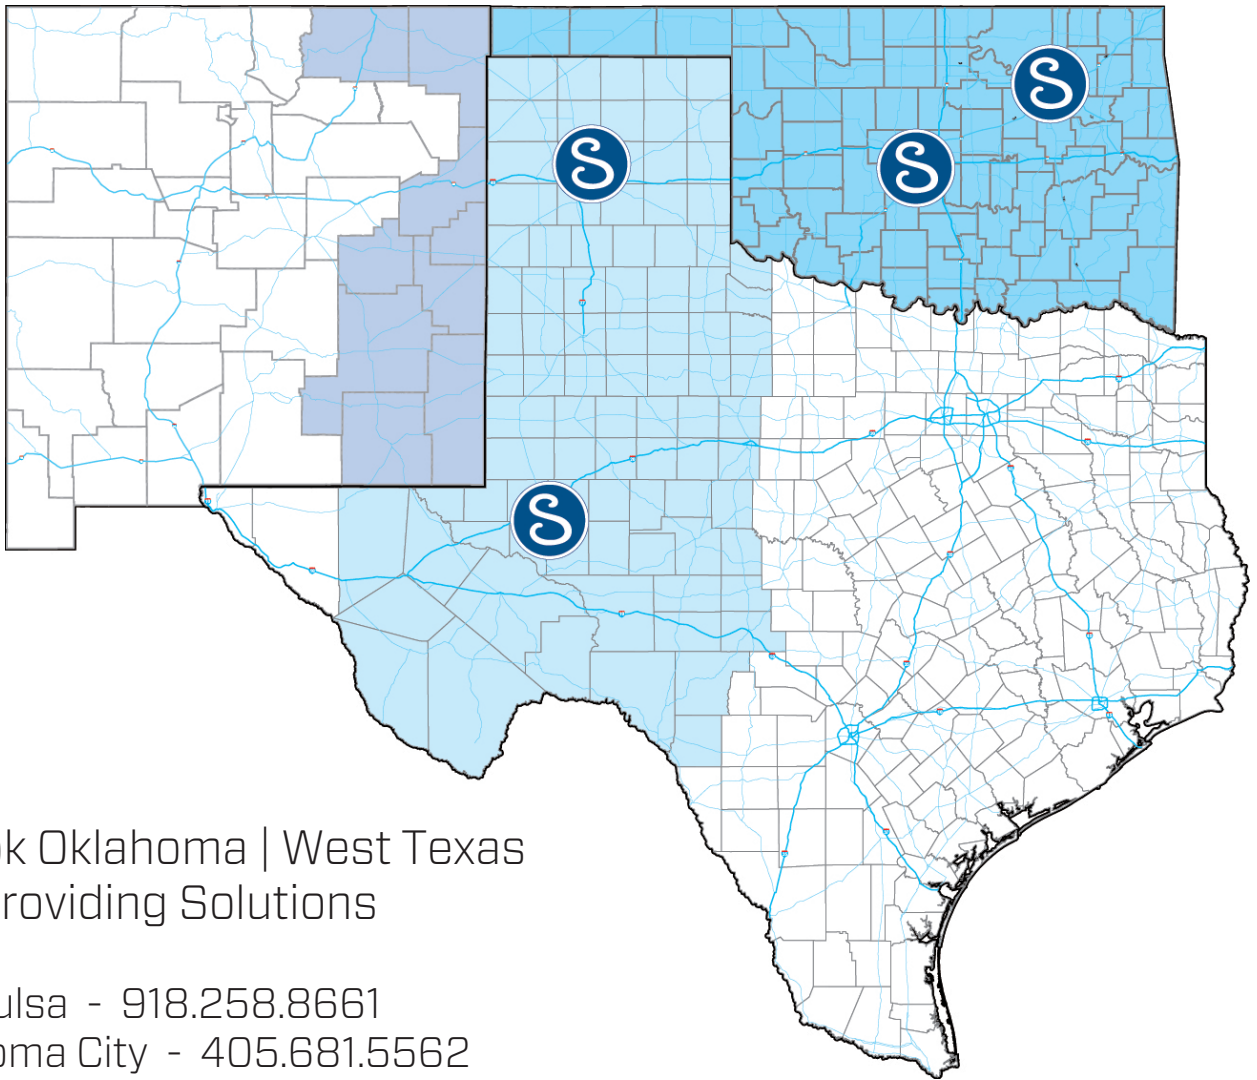 S
S
S
S
k Oklahoma | West Texas
roviding Solutions
ulsa - 918.258.8661
oma City - 405.681.5562